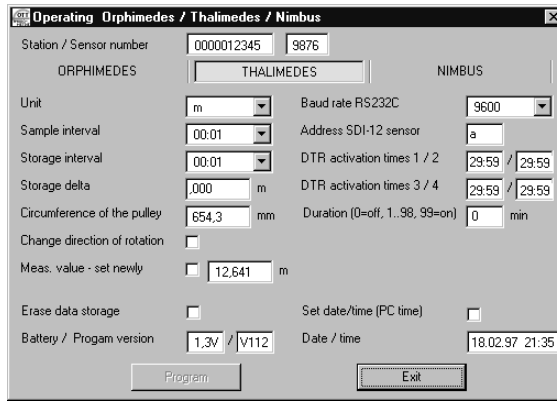 OTT Operating Orphimedes / Thalimedes / Nimbus
Station / Sensor number 0000012345 9876
ORPHIMEDES THALIMEDES NIMBUS
Unit m Baud rate RS232C 9600
Sample interval 00:01 Address SDI-12 sensor a
Storage interval 00:01 DTR activation times 1 / 2 29:59 / 29:59
Storage delta ,000 m DTR activation times 3 / 4 29:59 / 29:59
Circumference of the pulley 654,3 mm Duration (0=off, 1..98, 99=on) 0 min
Change direction of rotation
Meas. value - set newly 12,641 m
Erase data storage Set date/time (PC time)
Battery / Progam version 1,3V / V112 Date / time 18.02.97 21:35
Program Exit